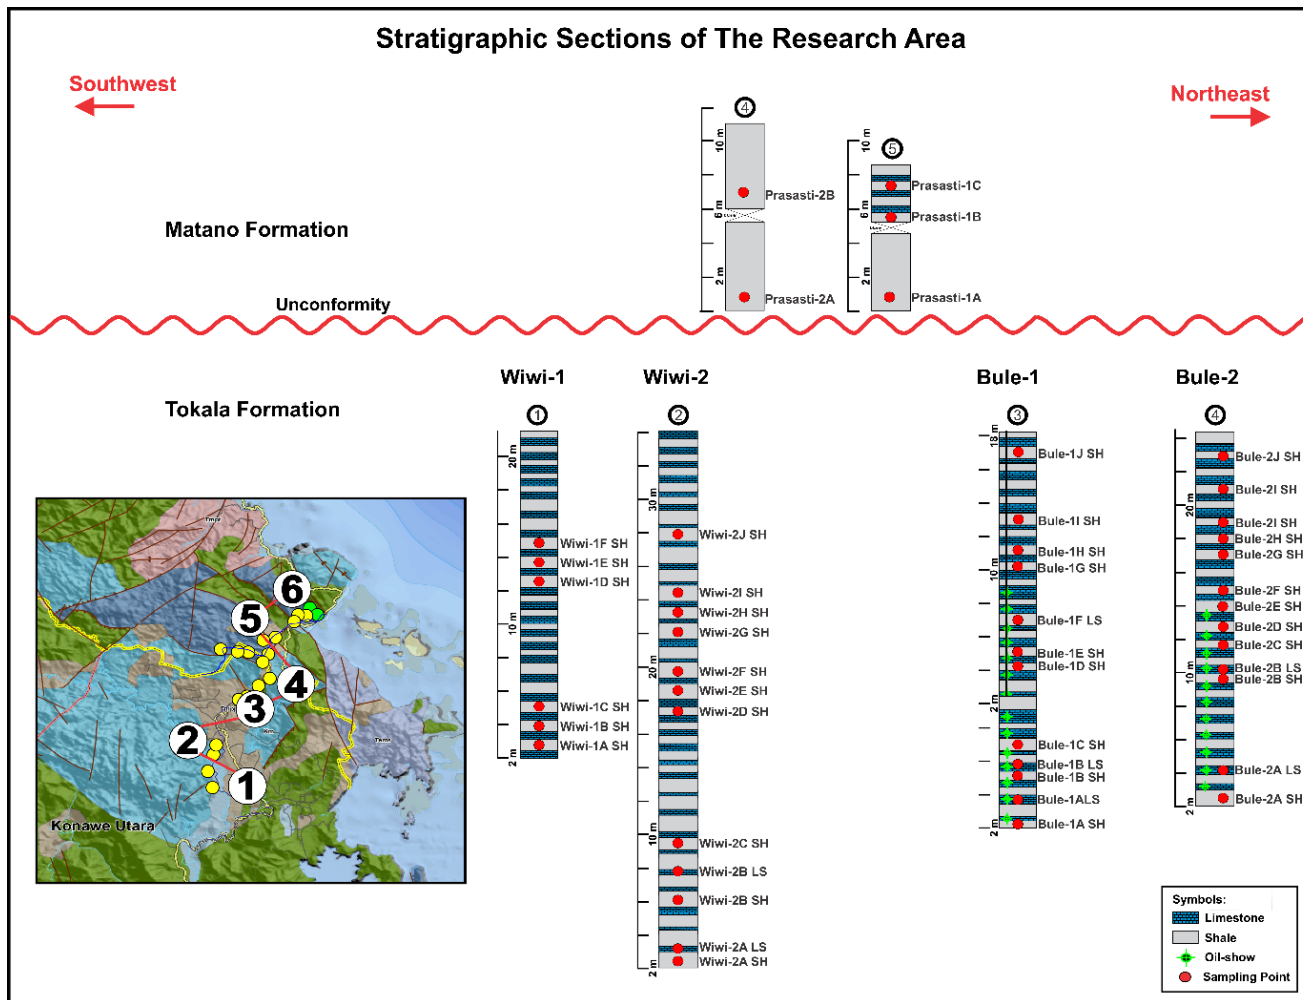 Stratigraphic Sections of The Research Area
Southwest
Northeast
4
10 m
Prasasti-2B
6 m
2 m
Prasasti-2A
5
10 m
Prasasti-1C
Prasasti-1B
6 m
2 m
Prasasti-1A
Matano Formation
Unconformity
Tokala Formation
Wiwi-1
1
20 m
Wiwi-1F SH
Wiwi-1E SH
Wiwi-1D SH
10 m
Wiwi-1C SH
Wiwi-1B SH
Wiwi-1A SH
2 m
Wiwi-2
2
30 m
Wiwi-2J SH
Wiwi-2I SH
Wiwi-2H SH
Wiwi-2G SH
20 m
Wiwi-2F SH
Wiwi-2E SH
Wiwi-2D SH
10 m
Wiwi-2C SH
Wiwi-2B LS
Wiwi-2B SH
Wiwi-2A LS
Wiwi-2A SH
2 m
Bule-1
3
18 m
Bule-1J SH
Bule-1I SH
Bule-1H SH
Bule-1G SH
10 m
Bule-1F LS
Bule-1E SH
Bule-1D SH
2 m
Bule-1C SH
Bule-1B LS
Bule-1B SH
Bule-1ALS
Bule-1A SH
2 m
Bule-2
4
Bule-2J SH
Bule-2I SH
20 m
Bule-2I SH
Bule-2H SH
Bule-2G SH
Bule-2F SH
Bule-2E SH
Bule-2D SH
Bule-2C SH
Bule-2B LS
Bule-2B SH
10 m
Bule-2A LS
Bule-2A SH
2 m
6
5
4
3
2
1
Konawe Utara
Symbols:
Limestone
Shale
Oil-show
Sampling Point